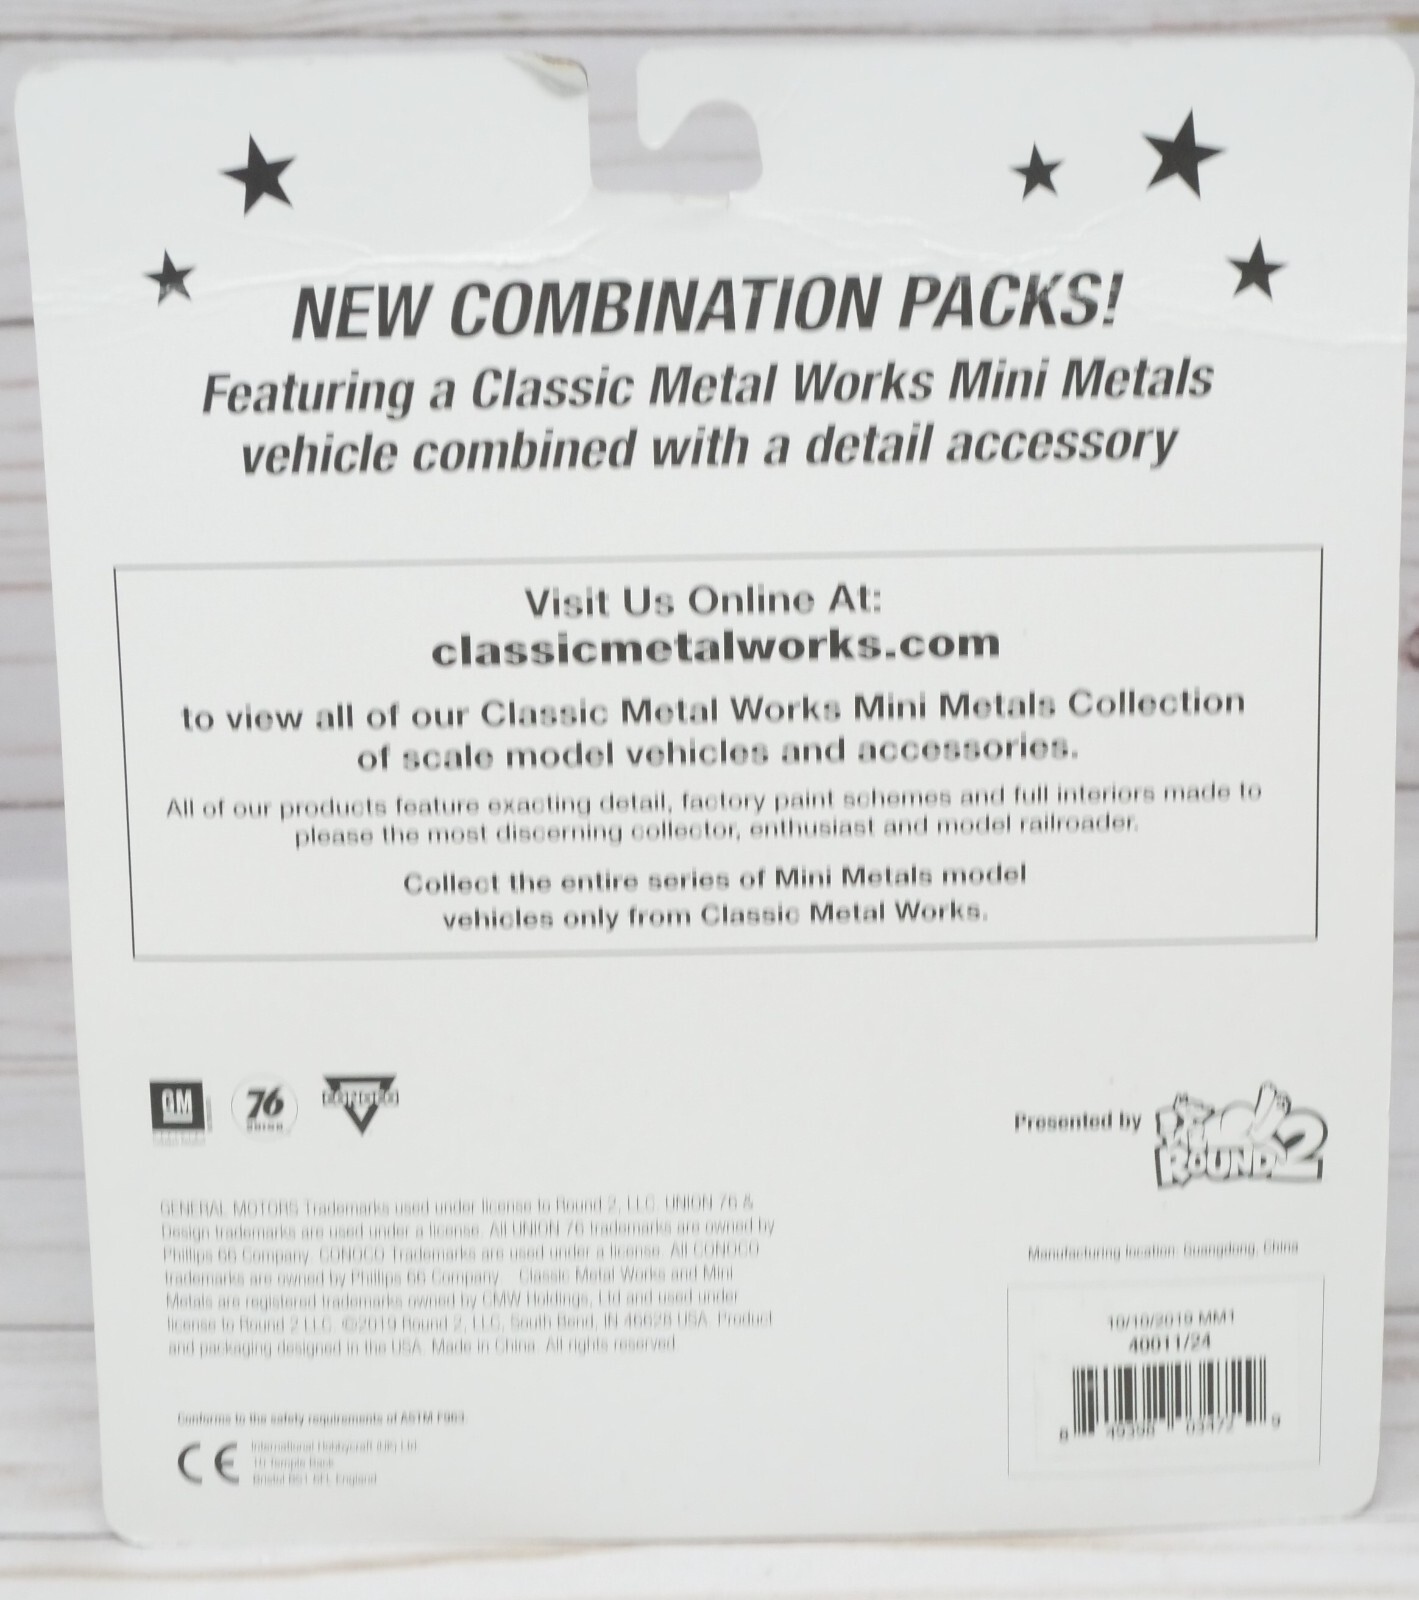 NEW COMBINATION PACKS!
Featuring a Classic Metal Works Mini Metals
vehicle combined with a detail accessory
Visit Us Online At:
classicmetalworks.com
to view all of our Classic Metal Works Mini Metals Collection
of scale model vehicles and accessories.
All of our products feature exacting detail, factory paint schemes and full interiors made to
please the most discerning collector, enthusiast and model railroader.
Collect the entire series of Mini Metals model
vehicles only from Classic Metal Works.
GM
76
UNION
CONOCO
Presented by
ROUND 2
GENERAL MOTORS Trademarks used under license to Round 2, LLC. UNION 76 &
Design trademarks are used under a license. All UNION 76 trademarks are owned by
Phillips 66 Company. CONOCO Trademarks are used under a license. All CONOCO
trademarks are owned by Phillips 66 Company. Classic Metal Works and Mini
Metals are registered trademarks owned by CMW Holdings, Ltd and used under
license to Round 2 LLC. ©2019 Round 2, LLC, South Bend, IN 46628 USA. Product
and packaging designed in the USA. Made in China. All rights reserved
Manufacturing location: Guangdong, China
10/10/2019 MM1
40011/24
8 49398 03472 9
Conforms to the safety requirements of ASTM F963
CE
International Hobbycraft (UK) Ltd
10 Temple Back
Bristol BS1 6FL England